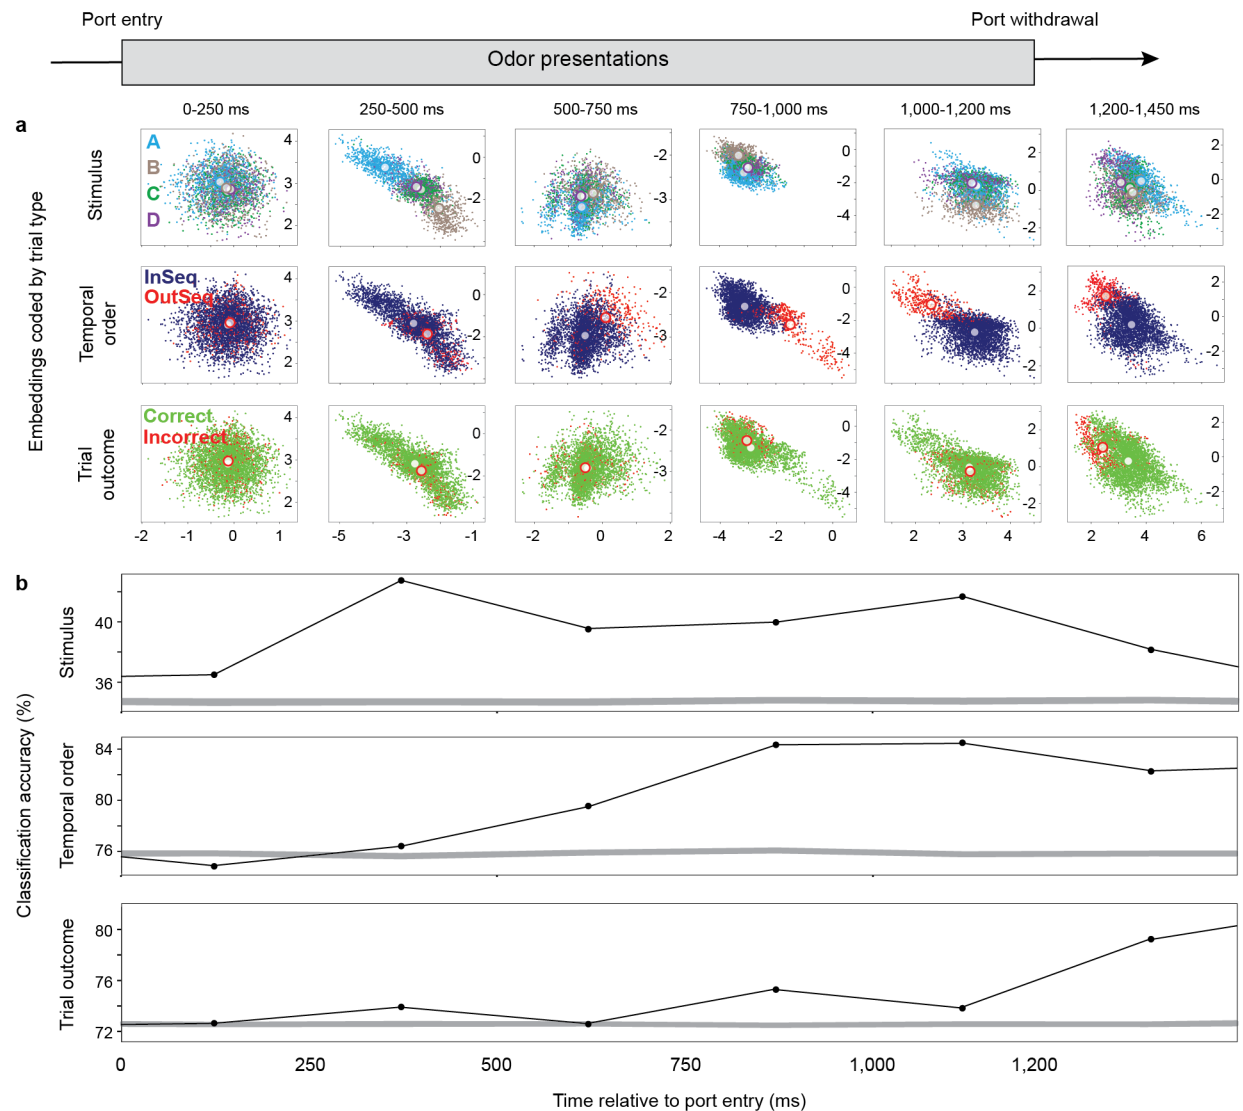 Port entry
Port withdrawal
Odor presentations
0-250 ms
250-500 ms
500-750 ms
750-1,000 ms
1,000-1,200 ms
1,200-1,450 ms
a
Embeddings coded by trial type
Stimulus
A
B
C
D
4
3
2
0
-2
-2
-3
0
-2
-4
2
0
-2
2
0
-2
Temporal
order
InSeq
OutSeq
4
3
2
0
-2
-3
0
-2
-4
2
0
-2
2
0
-2
Trial
outcome
Correct
Incorrect
4
3
2
0
-2
-2
-3
0
-2
-4
2
0
-2
2
0
-2
-2 -1 0 1
-5 -3 -1
-2 0 2
-4 -2 0
2 3 4
2 4 6
b
Classification accuracy (%)
Stimulus
40
36
Temporal order
84
80
76
Trial outcome
80
76
72
0 250 500 750 1,000 1,200
Time relative to port entry (ms)